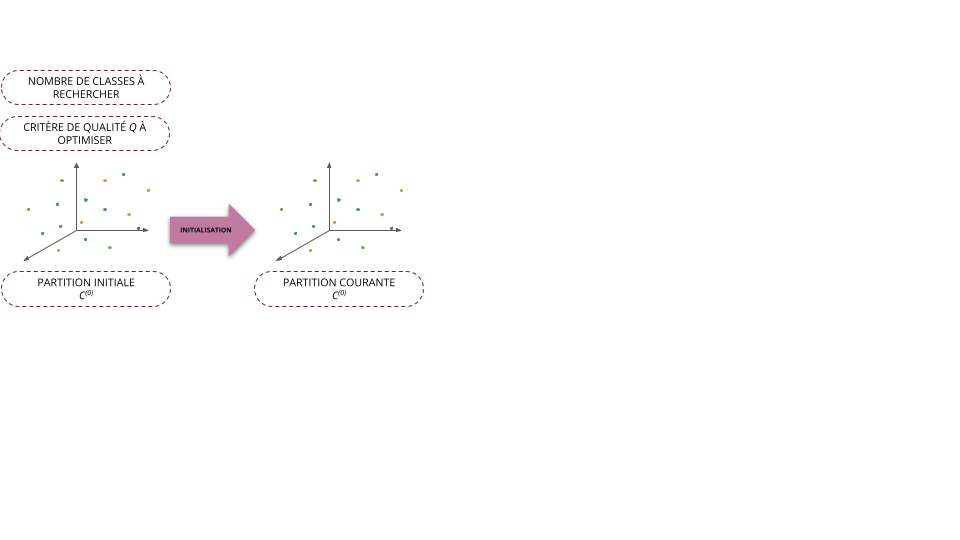 NOMBRE DE CLASSES À
RECHERCHER
CRITÈRE DE QUALITÉ Q À
OPTIMISER
INITIALISATION
PARTITION INITIALE
C(0)
PARTITION COURANTE
C(0)